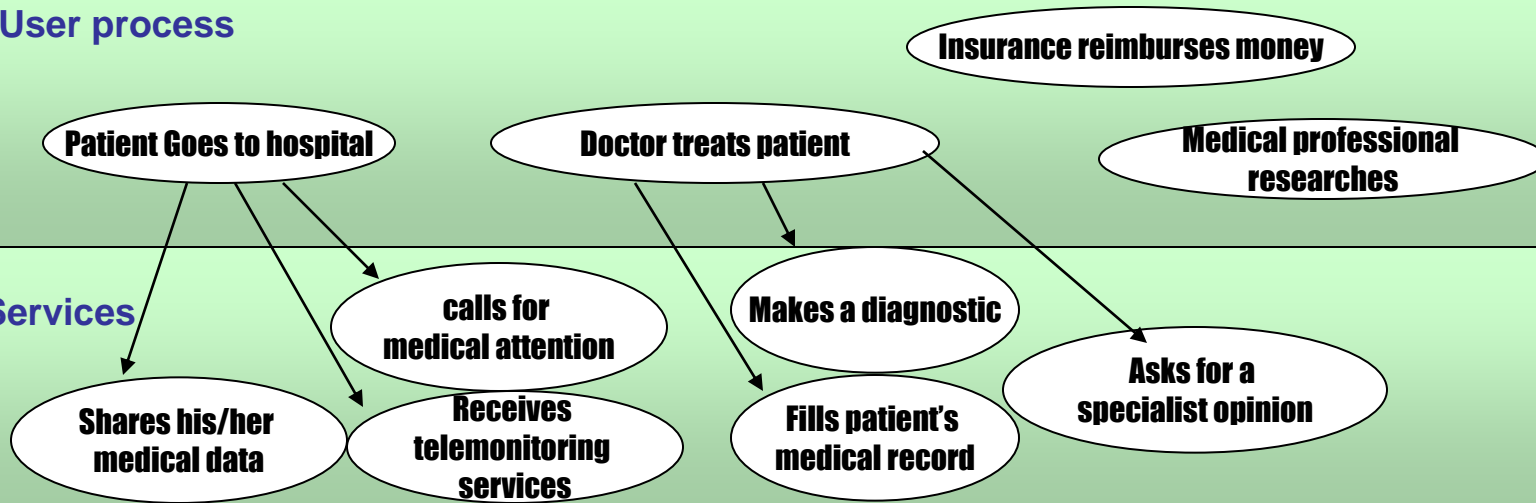 User process
Insurance reimburses money
Patient Goes to hospital
Doctor treats patient
Medical professional
researches
Services
calls for
medical attention
Makes a diagnostic
Asks for a
specialist opinion
Shares his/her
medical data
Receives
telemonitoring
services
Fills patient’s
medical record